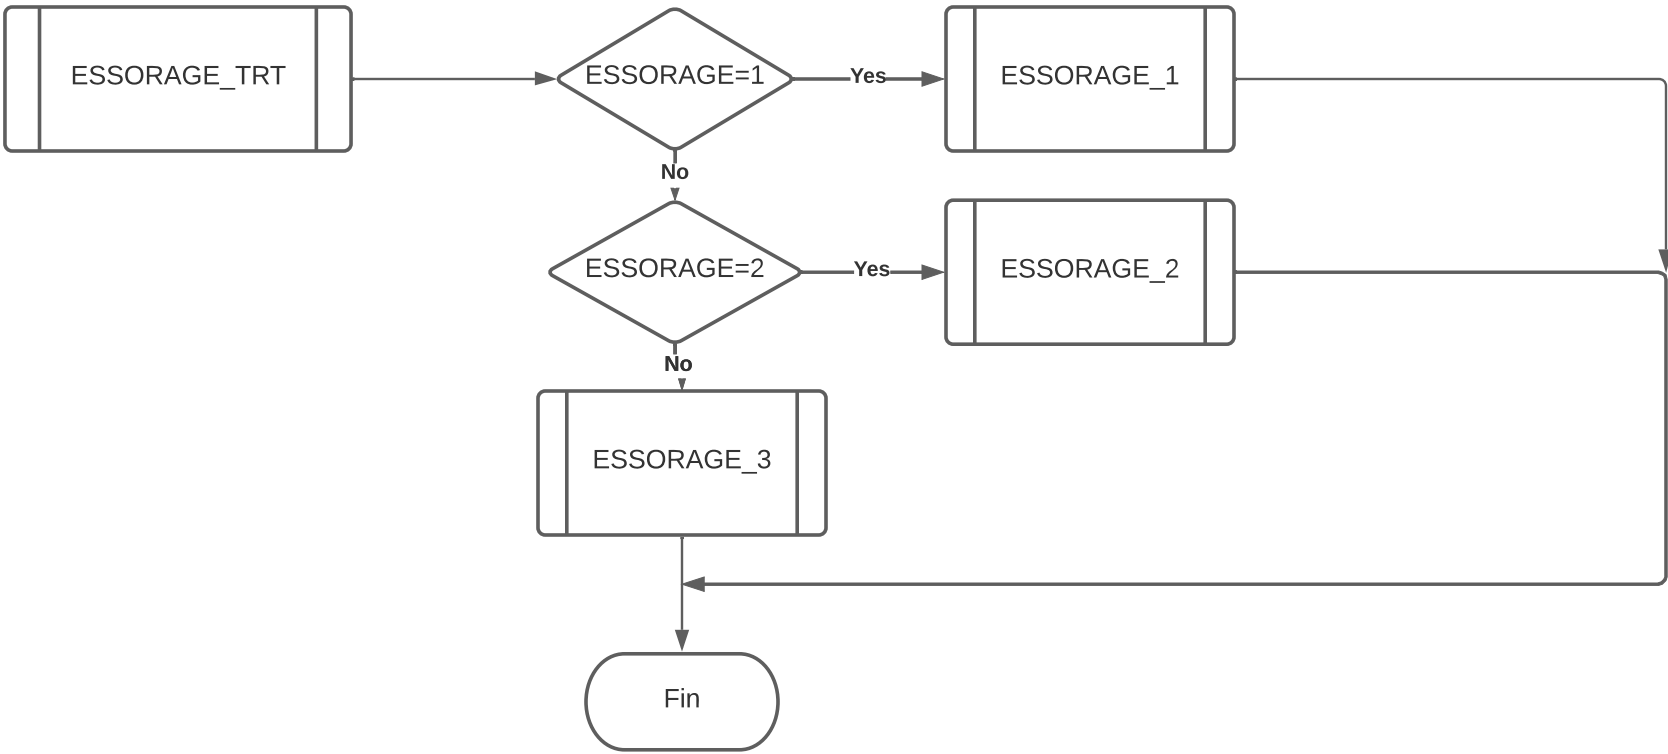 ESSORAGE_TRT
ESSORAGE=1
Yes
ESSORAGE_1
No
ESSORAGE=2
Yes
ESSORAGE_2
No
ESSORAGE_3
Fin